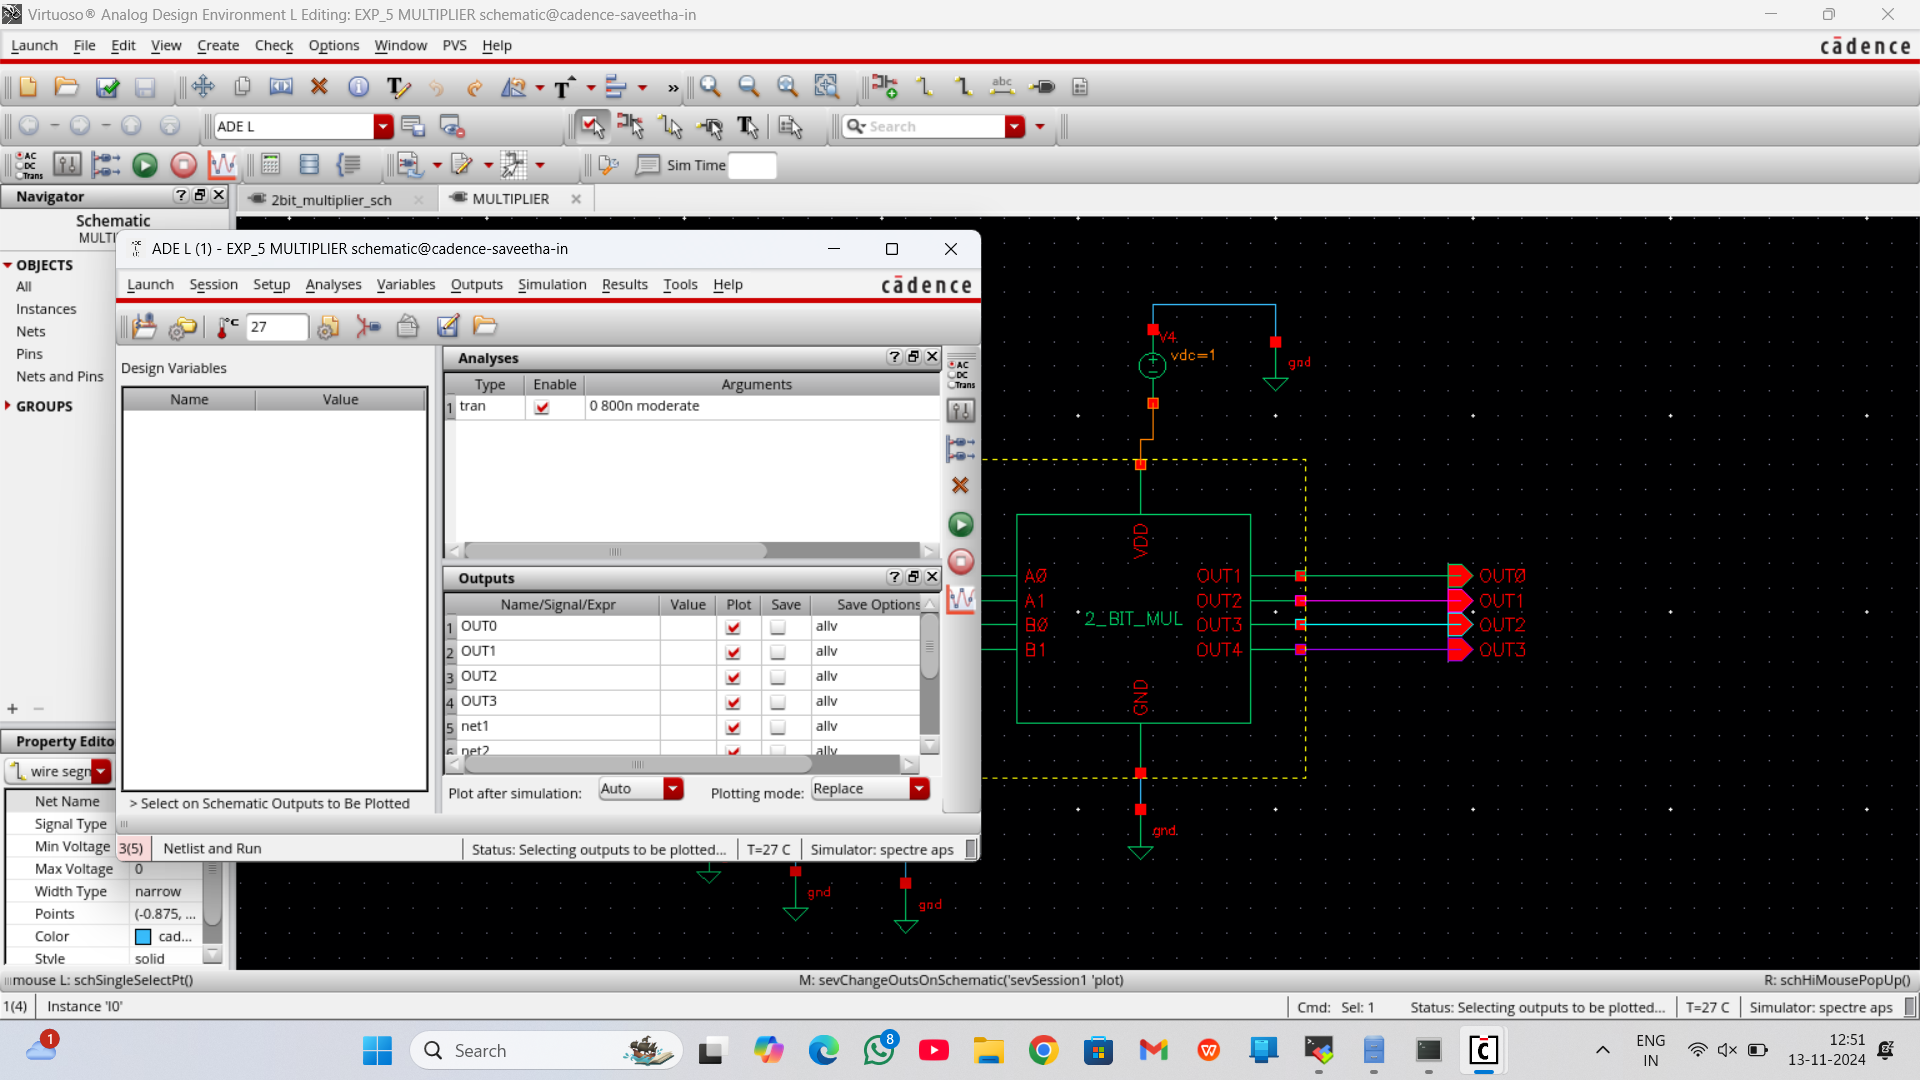 Virtuoso® Analog Design Environment L Editing: EXP_5 MULTIPLIER schematic@cadence-saveetha-in
Launch File Edit View Create Check Options Window PVS Help
cādence
abc
ADE L
Search
AC
DC
Trans
Sim Time
Navigator
2bit_multiplier_sch
MULTIPLIER
Schematic
OBJECTS
All
Instances
Nets
Pins
Nets and Pins
GROUPS
Property Edito
wire segn
Net Name
Signal Type
Min Voltage
Max Voltage 0
Width Type narrow
Points (-0.875, ...
Color cad...
Style solid
ADE L (1) - EXP_5 MULTIPLIER schematic@cadence-saveetha-in
Launch Session Setup Analyses Variables Outputs Simulation Results Tools Help
cādence
°C 27
Design Variables
Name Value
> Select on Schematic Outputs to Be Plotted
Analyses
Type Enable Arguments
1 tran 0 800n moderate
AC
DC
Trans
Outputs
Name/Signal/Expr Value Plot Save Save Options
1 OUT0 allv
2 OUT1 allv
3 OUT2 allv
4 OUT3 allv
5 net1 allv
6 net2 allv
Plot after simulation: Auto Plotting mode: Replace
3(5) Netlist and Run Status: Selecting outputs to be plotted... T=27 C Simulator: spectre aps
V4
vdc=1
gnd
VDD
A0
A1
B0
B1
2_BIT_MUL
OUT1
OUT2
OUT3
OUT4
GND
OUT0
OUT1
OUT2
OUT3
gnd
gnd
gnd
mouse L: schSingleSelectPt() M: sevChangeOutsOnSchematic('sevSession1 'plot) R: schHiMousePopUp()
1(4) Instance 'I0' Cmd: Sel: 1 Status: Selecting outputs to be plotted... T=27 C Simulator: spectre aps
1
Search
8
ENG
IN
12:51
13-11-2024